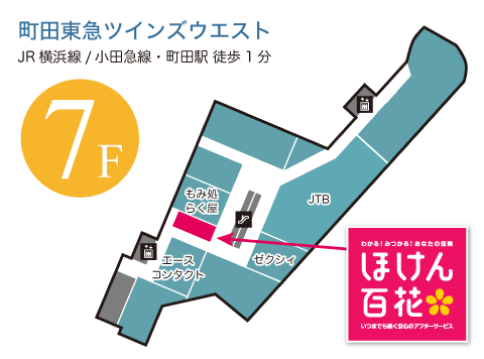 町田東急ツインズウエスト
JR 横浜線 / 小田急線・町田駅 徒歩 1 分
7F
もみ処
らく屋
JTB
エース
コンタクト
ゼクシィ
わかる!みつかる!あなたの保険
ほけん
百花
いつまでも続く安心のアフターサービス